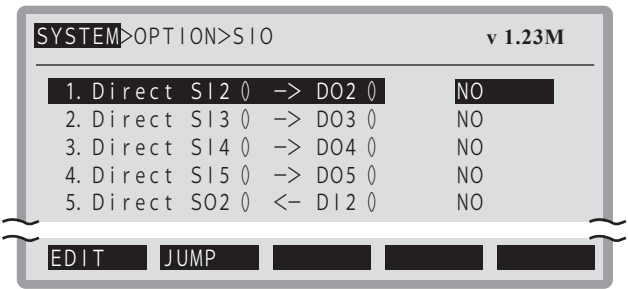 SYSTEM>OPTION>SIO v 1.23M
1. Direct SI2() -> DO2() NO
2. Direct SI3() -> DO3() NO
3. Direct SI4() -> DO4() NO
4. Direct SI5() -> DO5() NO
5. Direct SO2() <- DI2() NO
EDIT JUMP